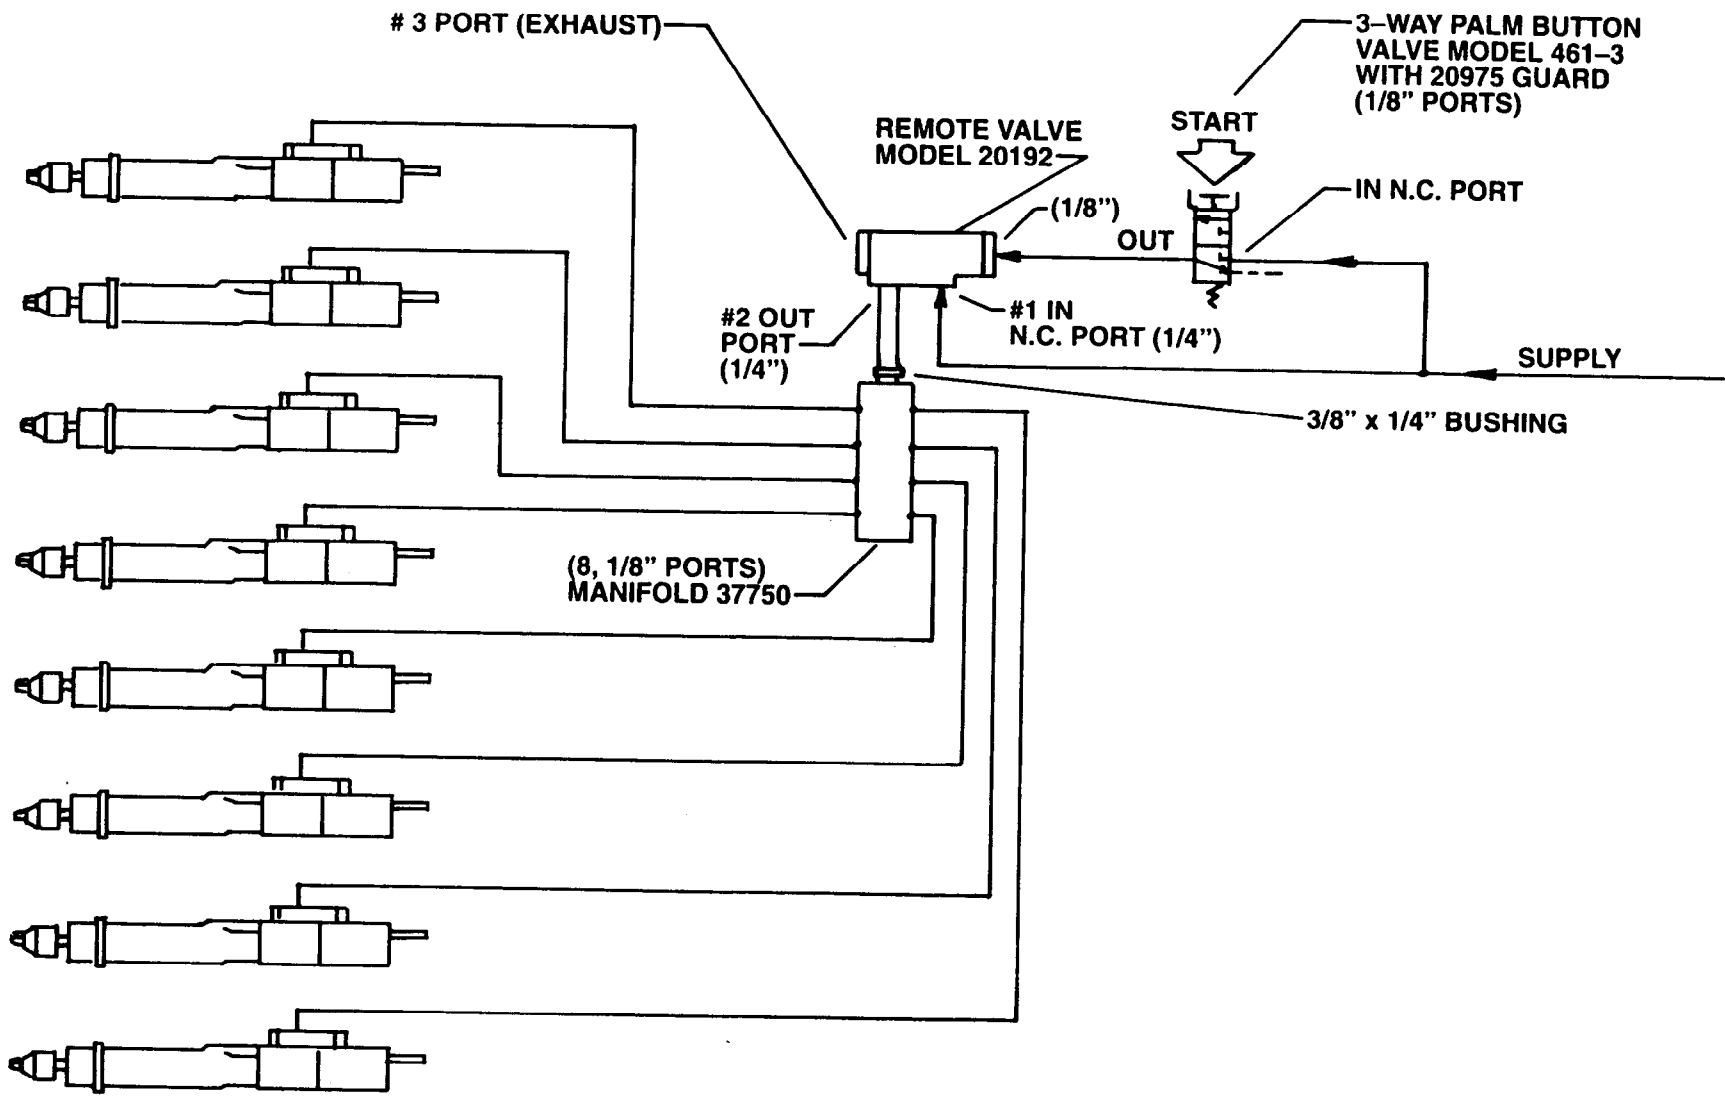 # 3 PORT (EXHAUST)
3–WAY PALM BUTTON
VALVE MODEL 461–3
WITH 20975 GUARD
(1/8” PORTS)
START
REMOTE VALVE
MODEL 20192
IN N.C. PORT
(1/8”)
OUT
#2 OUT
PORT
(1/4”)
#1 IN
N.C. PORT (1/4”)
SUPPLY
3/8” x 1/4” BUSHING
(8, 1/8” PORTS)
MANIFOLD 37750